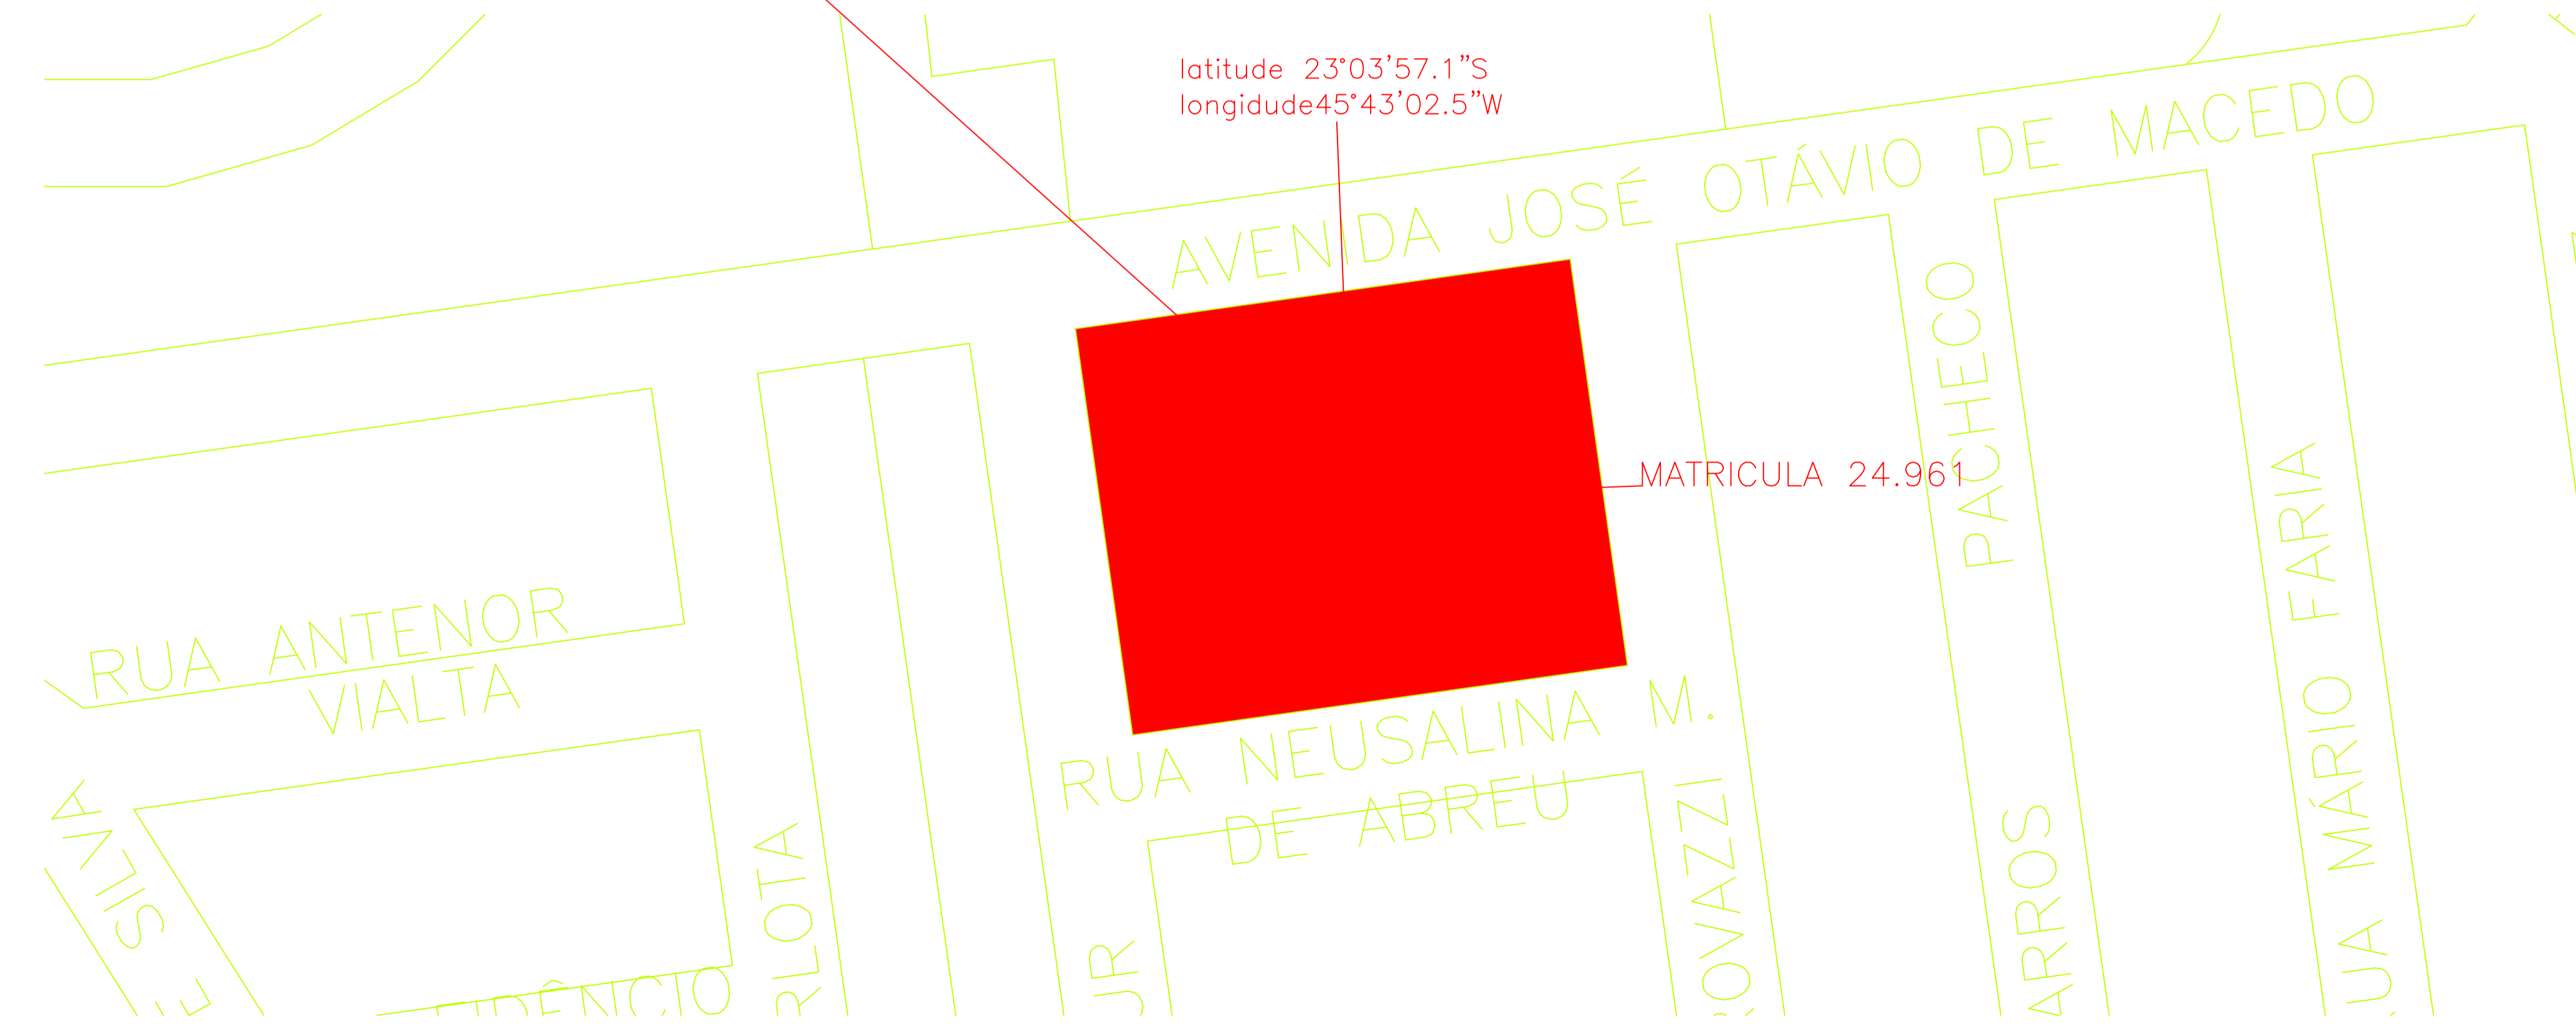 latitude 23°03’57.1”S
longidude45°43’02.5”W
AVENIDA JOSÉ OTÁVIO DE MACEDO
PACHECO
MATRICULA 24.961
RUA ANTENOR
VIALTA
RUA NEUSALINA M.
DE ABREU
MÁRIO FARIA
SILVA